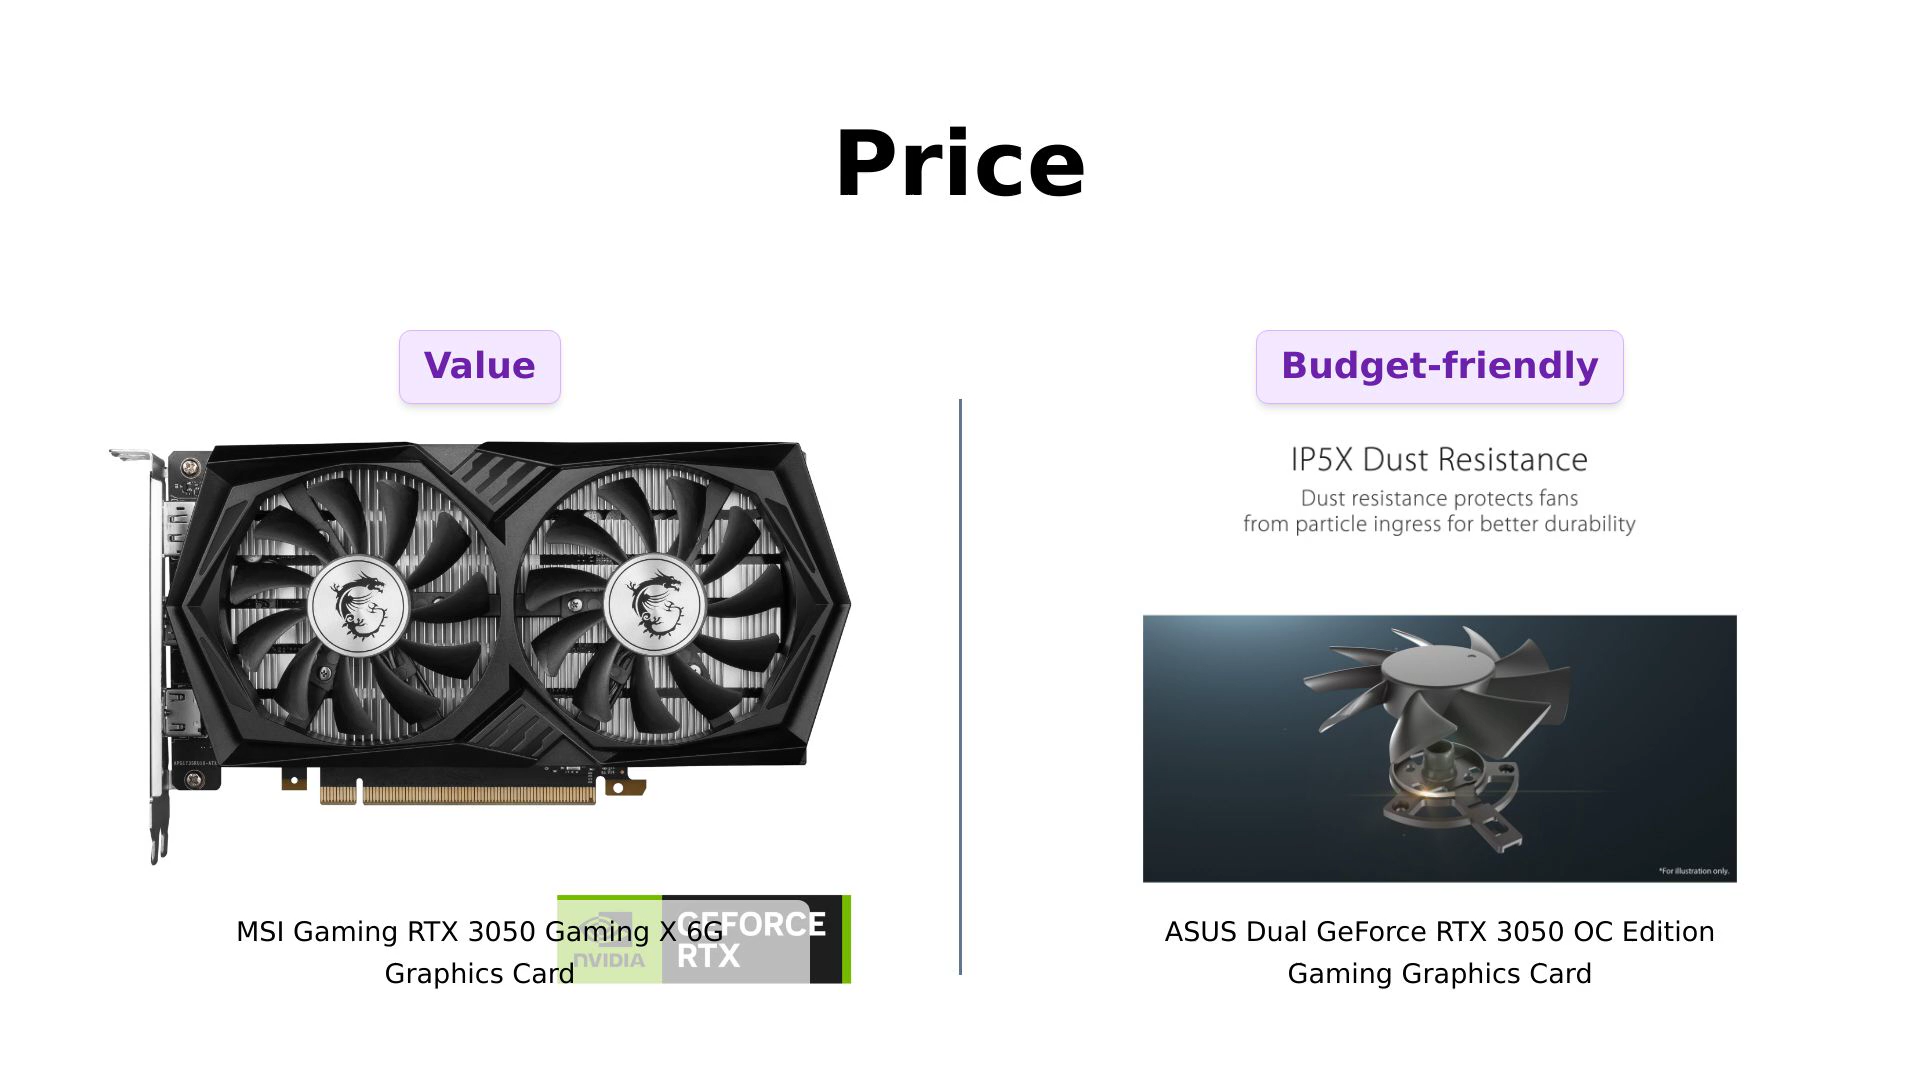 Price
Value
Budget-friendly
IP5X Dust Resistance
Dust resistance protects fans
from particle ingress for better durability
*For illustration only.
MSI Gaming RTX 3050 Gaming X 6G
Graphics Card
NVIDIA
GEFORCE
RTX
ASUS Dual GeForce RTX 3050 OC Edition
Gaming Graphics Card